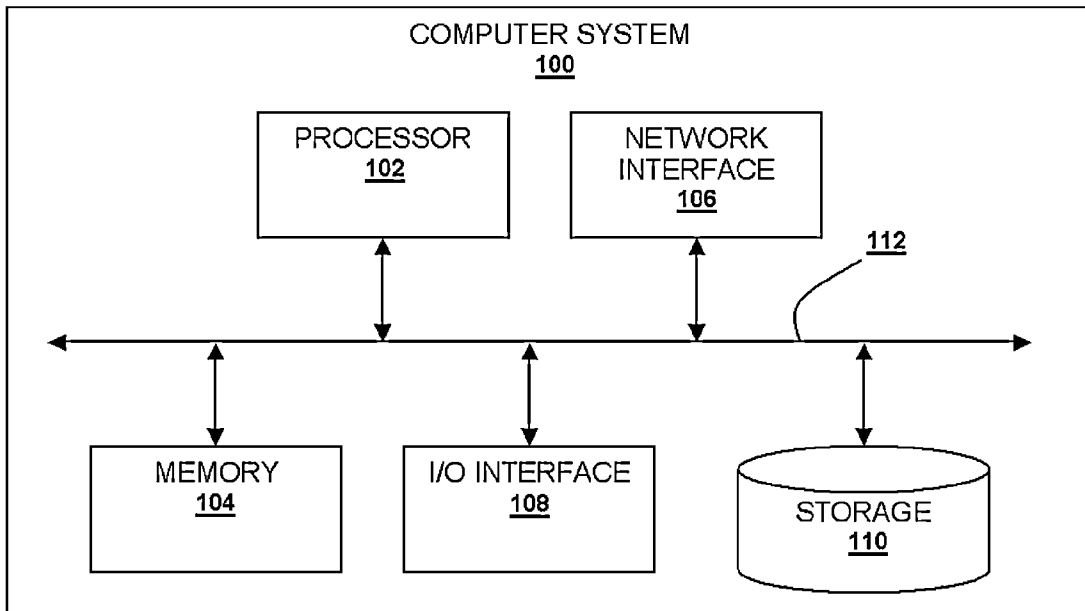 COMPUTER SYSTEM
100
PROCESSOR
102
NETWORK
INTERFACE
106
112
MEMORY
104
I/O INTERFACE
108
STORAGE
110